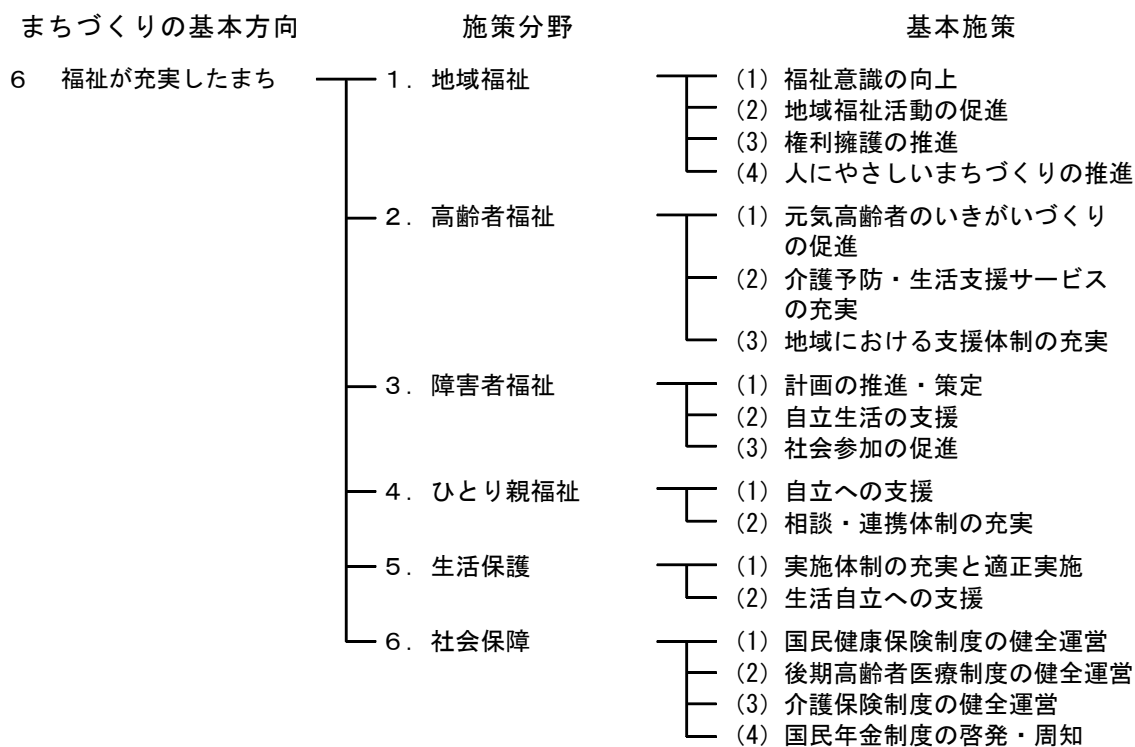 まちづくりの基本方向 施策分野 基本施策
６ 福祉が充実したまち １．地域福祉 (1) 福祉意識の向上
(2) 地域福祉活動の促進
(3) 権利擁護の推進
(4) 人にやさしいまちづくりの推進
２．高齢者福祉 (1) 元気高齢者のいきがいづくり
の促進
(2) 介護予防・生活支援サービス
の充実
(3) 地域における支援体制の充実
３．障害者福祉 (1) 計画の推進・策定
(2) 自立生活の支援
(3) 社会参加の促進
４．ひとり親福祉 (1) 自立への支援
(2) 相談・連携体制の充実
５．生活保護 (1) 実施体制の充実と適正実施
(2) 生活自立への支援
６．社会保障 (1) 国民健康保険制度の健全運営
(2) 後期高齢者医療制度の健全運営
(3) 介護保険制度の健全運営
(4) 国民年金制度の啓発・周知